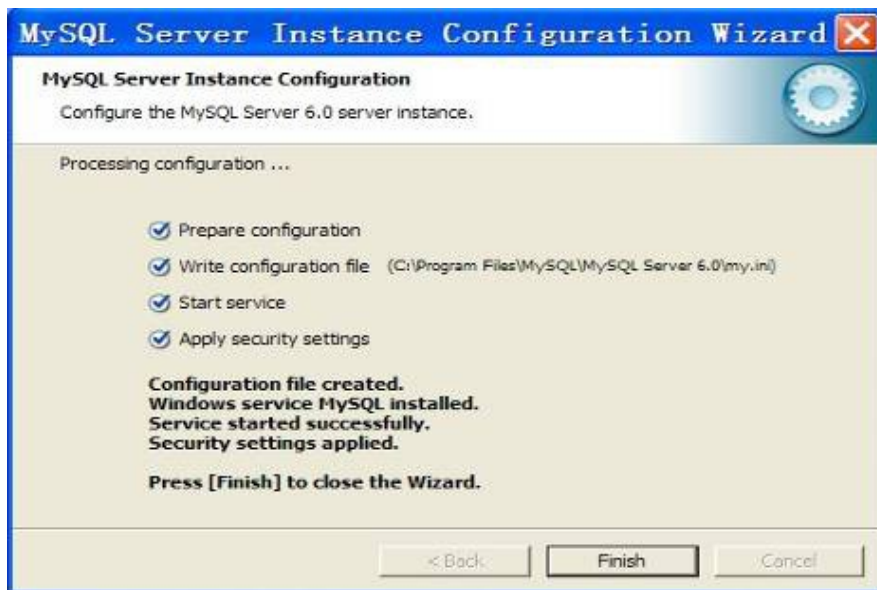 MySQL Server Instance Configuration Wizard
MySQL Server Instance Configuration
Configure the MySQL Server 6.0 server instance.
Processing configuration ...
Prepare configuration
Write configuration file (C:\Program Files\MySQL\MySQL Server 6.0\my.ini)
Start service
Apply security settings
Configuration file created.
Windows service MySQL installed.
Service started successfully.
Security settings applied.
Press [Finish] to close the Wizard.
< Back Finish Cancel